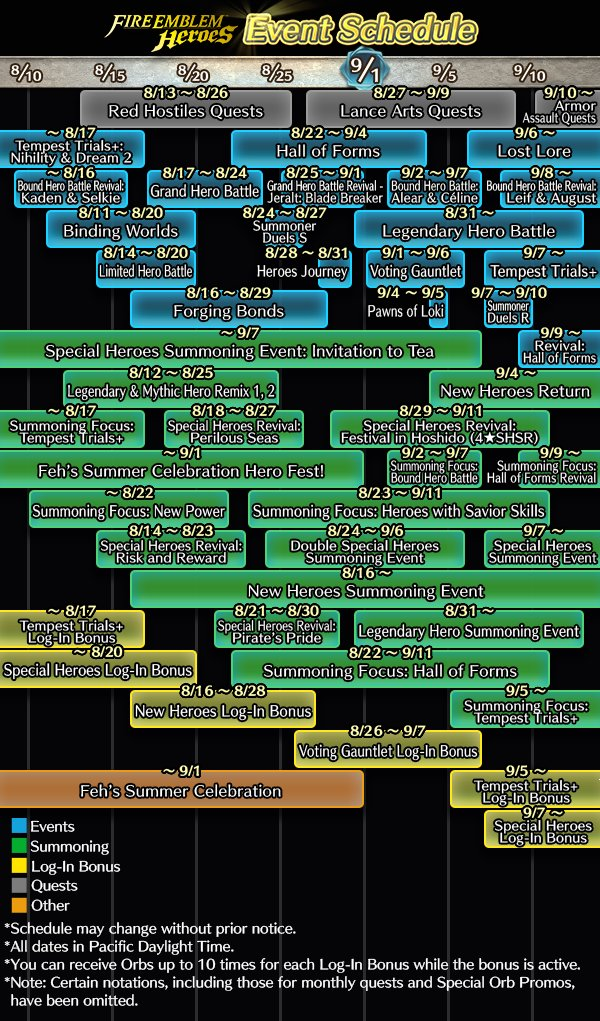 FIRE EMBLEM
Heroes
Event Schedule
8/10 8/15 8/20 8/25 9/1 9/5 9/10
8/13 ~ 8/26
Red Hostiles Quests
8/27 ~ 9/9
Lance Arts Quests
9/10 ~
Armor
Assault Quests
~ 8/17
Tempest Trials+:
Nihility & Dream 2
8/22 ~ 9/4
Hall of Forms
9/6 ~
Lost Lore
~ 8/16
Bound Hero Battle Revival:
Kaden & Selkie
8/17 ~ 8/24
Grand Hero Battle
8/25 ~ 9/1
Grand Hero Battle Revival -
Jeralt: Blade Breaker
9/2 ~ 9/7
Bound Hero Battle:
Alear & Céline
9/8 ~
Bound Hero Battle Revival:
Leif & August
8/11 ~ 8/20
Binding Worlds
8/24 ~ 8/27
Summoner
Duels S
8/31 ~
Legendary Hero Battle
8/14 ~ 8/20
Limited Hero Battle
8/28 ~ 8/31
Heroes Journey
9/1 ~ 9/6
Voting Gauntlet
9/7 ~
Tempest Trials+
8/16 ~ 8/29
Forging Bonds
9/4 ~ 9/5
Pawns of Loki
9/7 ~ 9/10
Summoner
Duels R
~ 9/7
Special Heroes Summoning Event: Invitation to Tea
9/9 ~
Revival:
Hall of Forms
8/12 ~ 8/25
Legendary & Mythic Hero Remix 1, 2
9/4 ~
New Heroes Return
~ 8/17
Summoning Focus:
Tempest Trials+
8/18 ~ 8/27
Special Heroes Revival:
Perilous Seas
8/29 ~ 9/11
Special Heroes Revival:
Festival in Hoshido (4★SHSR)
~ 9/1
Feh's Summer Celebration Hero Fest!
9/2 ~ 9/7
Summoning Focus:
Bound Hero Battle
9/9 ~
Summoning Focus:
Hall of Forms Revival
~ 8/22
Summoning Focus: New Power
8/23 ~ 9/11
Summoning Focus: Heroes with Savior Skills
8/14 ~ 8/23
Special Heroes Revival:
Risk and Reward
8/24 ~ 9/6
Double Special Heroes
Summoning Event
9/7 ~
Special Heroes
Summoning Event
8/16 ~
New Heroes Summoning Event
~ 8/17
Tempest Trials+
Log-In Bonus
8/21 ~ 8/30
Special Heroes Revival:
Pirate's Pride
8/31 ~
Legendary Hero Summoning Event
~ 8/20
Special Heroes Log-In Bonus
8/22 ~ 9/11
Summoning Focus: Hall of Forms
8/16 ~ 8/28
New Heroes Log-In Bonus
9/5 ~
Summoning Focus:
Tempest Trials+
8/26 ~ 9/7
Voting Gauntlet Log-In Bonus
~ 9/1
Feh's Summer Celebration
9/5 ~
Tempest Trials+
Log-In Bonus
9/7 ~
Special Heroes
Log-In Bonus
Events
Summoning
Log-In Bonus
Quests
Other
*Schedule may change without prior notice.
*All dates in Pacific Daylight Time.
*You can receive Orbs up to 10 times for each Log-In Bonus while the bonus is active.
*Note: Certain notations, including those for monthly quests and Special Orb Promos,
have been omitted.